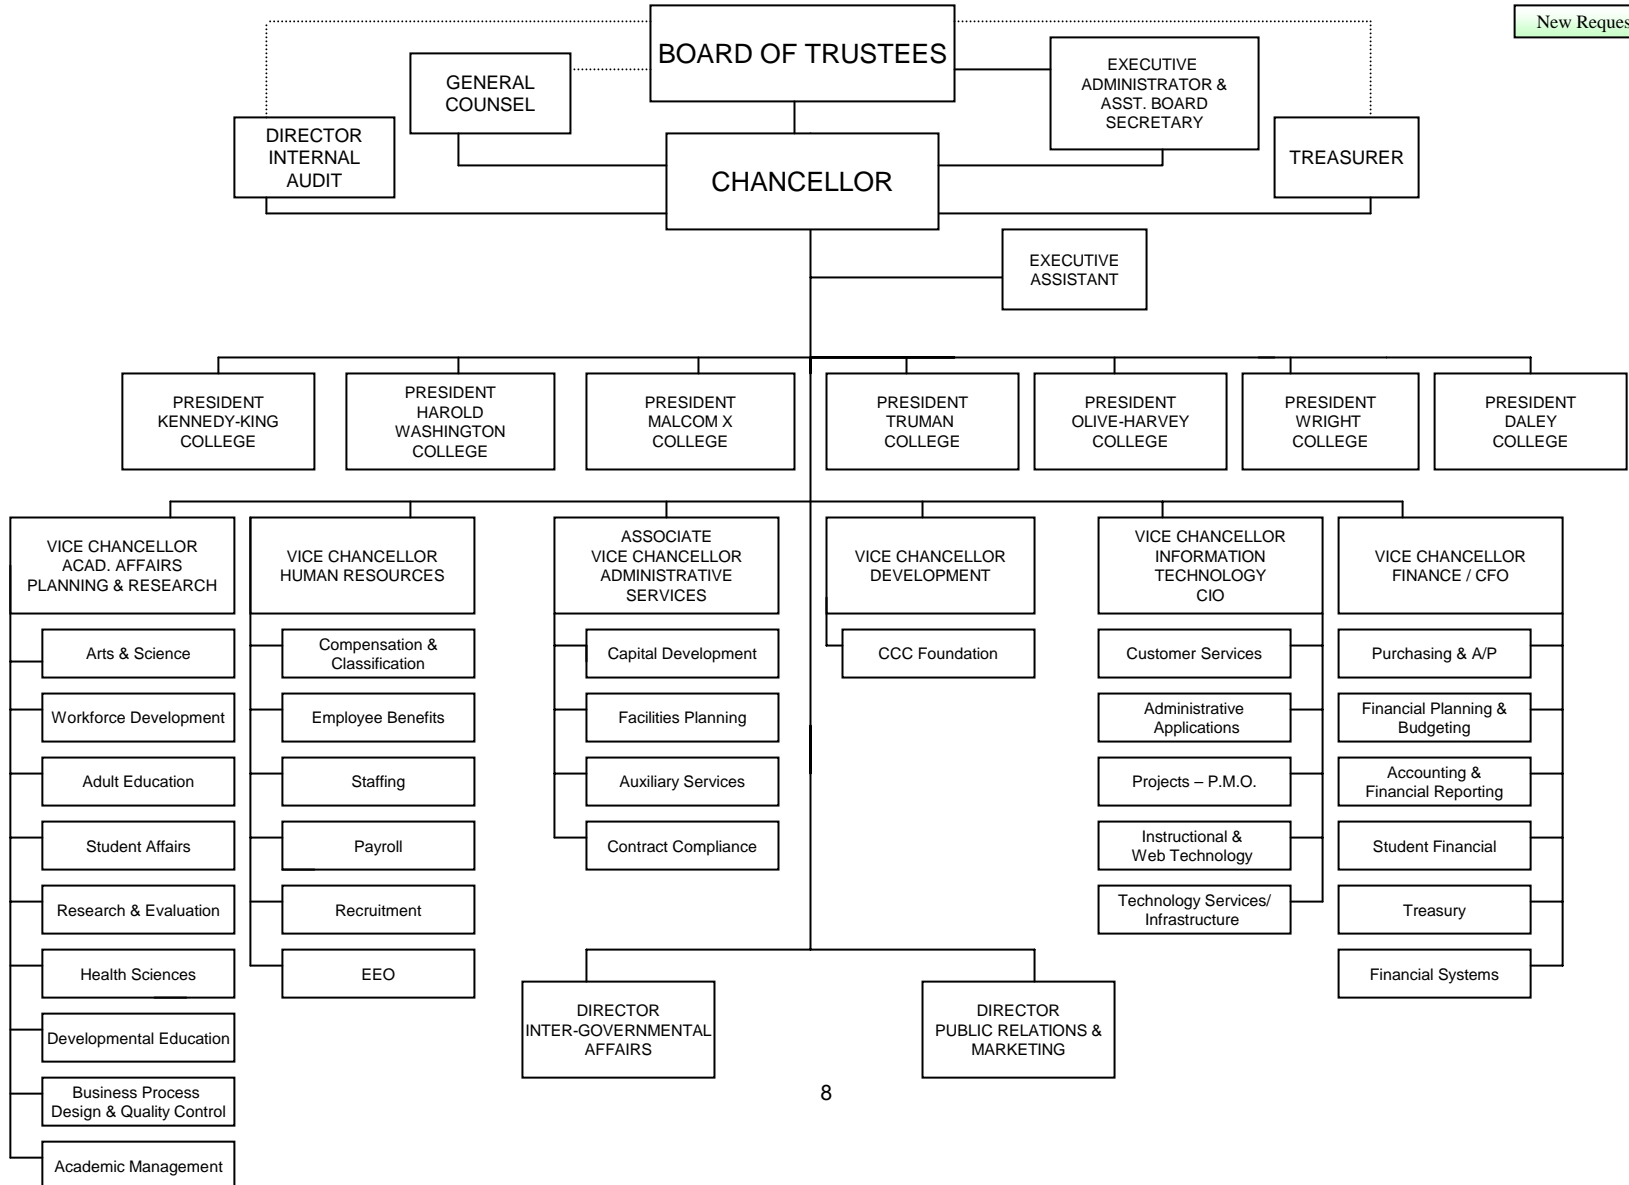 New Reques
BOARD OF TRUSTEES
GENERAL
COUNSEL
EXECUTIVE
ADMINISTRATOR &
ASST. BOARD
SECRETARY
DIRECTOR
INTERNAL
AUDIT
CHANCELLOR
TREASURER
EXECUTIVE
ASSISTANT
PRESIDENT
KENNEDY-KING
COLLEGE
PRESIDENT
HAROLD
WASHINGTON
COLLEGE
PRESIDENT
MALCOM X
COLLEGE
PRESIDENT
TRUMAN
COLLEGE
PRESIDENT
OLIVE-HARVEY
COLLEGE
PRESIDENT
WRIGHT
COLLEGE
PRESIDENT
DALEY
COLLEGE
VICE CHANCELLOR
ACAD. AFFAIRS
PLANNING & RESEARCH
Arts & Science
Workforce Development
Adult Education
Student Affairs
Research & Evaluation
Health Sciences
Developmental Education
Business Process
Design & Quality Control
Academic Management
VICE CHANCELLOR
HUMAN RESOURCES
Compensation &
Classification
Employee Benefits
Staffing
Payroll
Recruitment
EEO
ASSOCIATE
VICE CHANCELLOR
ADMINISTRATIVE
SERVICES
Capital Development
Facilities Planning
Auxiliary Services
Contract Compliance
VICE CHANCELLOR
DEVELOPMENT
CCC Foundation
VICE CHANCELLOR
INFORMATION
TECHNOLOGY
CIO
Customer Services
Administrative
Applications
Projects – P.M.O.
Instructional &
Web Technology
Technology Services/
Infrastructure
VICE CHANCELLOR
FINANCE / CFO
Purchasing & A/P
Financial Planning &
Budgeting
Accounting &
Financial Reporting
Student Financial
Treasury
Financial Systems
DIRECTOR
INTER-GOVERNMENTAL
AFFAIRS
DIRECTOR
PUBLIC RELATIONS &
MARKETING
8